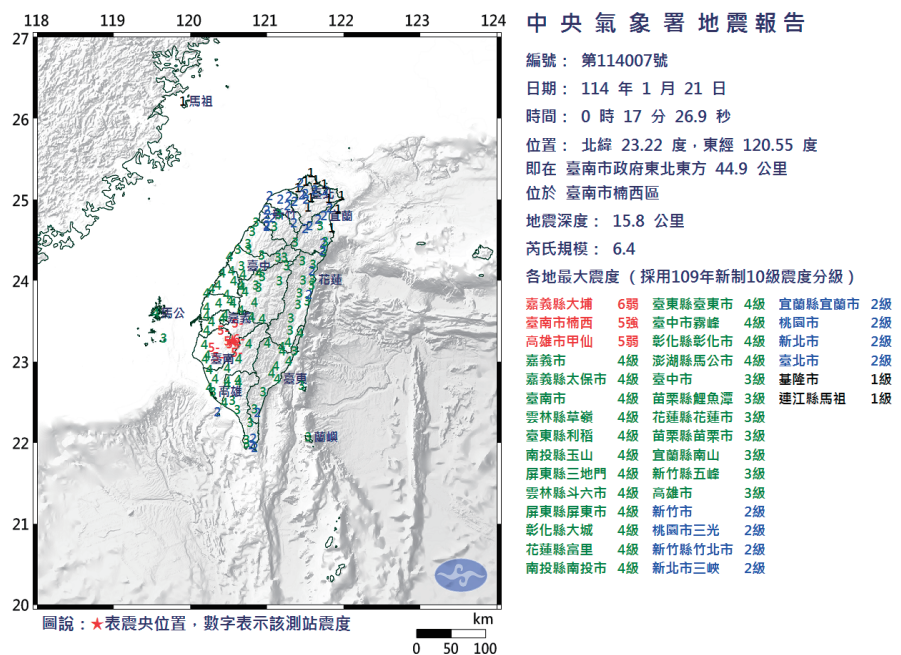 118 119 120 121 122 123 124
27
26
25
24
23
22
21
20
馬祖
宜蘭
臺中
花蓮
馬公
臺南
臺東
高雄
蘭嶼
圖說：★表震央位置，數字表示該測站震度
km
0 50 100
中央氣象署地震報告
編號： 第114007號
日期： 114 年 1 月 21 日
時間： 0 時 17 分 26.9 秒
位置： 北緯 23.22 度，東經 120.55 度
即在 臺南市政府東北東方 44.9 公里
位於 臺南市楠西區
地震深度： 15.8 公里
芮氏規模： 6.4
各地最大震度 （採用109年新制10級震度分級）
嘉義縣大埔 6弱 臺東縣臺東市 4級 宜蘭縣宜蘭市 2級
臺南市楠西 5強 臺中市霧峰 4級 桃園市 2級
高雄市甲仙 5弱 彰化縣彰化市 4級 新北市 2級
嘉義市 4級 澎湖縣馬公市 4級 臺北市 2級
嘉義縣太保市 4級 臺中市 3級 基隆市 1級
臺南市 4級 苗栗縣鯉魚潭 3級 連江縣馬祖 1級
雲林縣草嶺 4級 花蓮縣花蓮市 3級
臺東縣利稻 4級 苗栗縣苗栗市 3級
南投縣玉山 4級 宜蘭縣南山 3級
屏東縣三地門 4級 新竹縣五峰 3級
雲林縣斗六市 4級 高雄市 3級
屏東縣屏東市 4級 新竹市 2級
彰化縣大城 4級 桃園市三光 2級
花蓮縣富里 4級 新竹縣竹北市 2級
南投縣南投市 4級 新北市三峽 2級